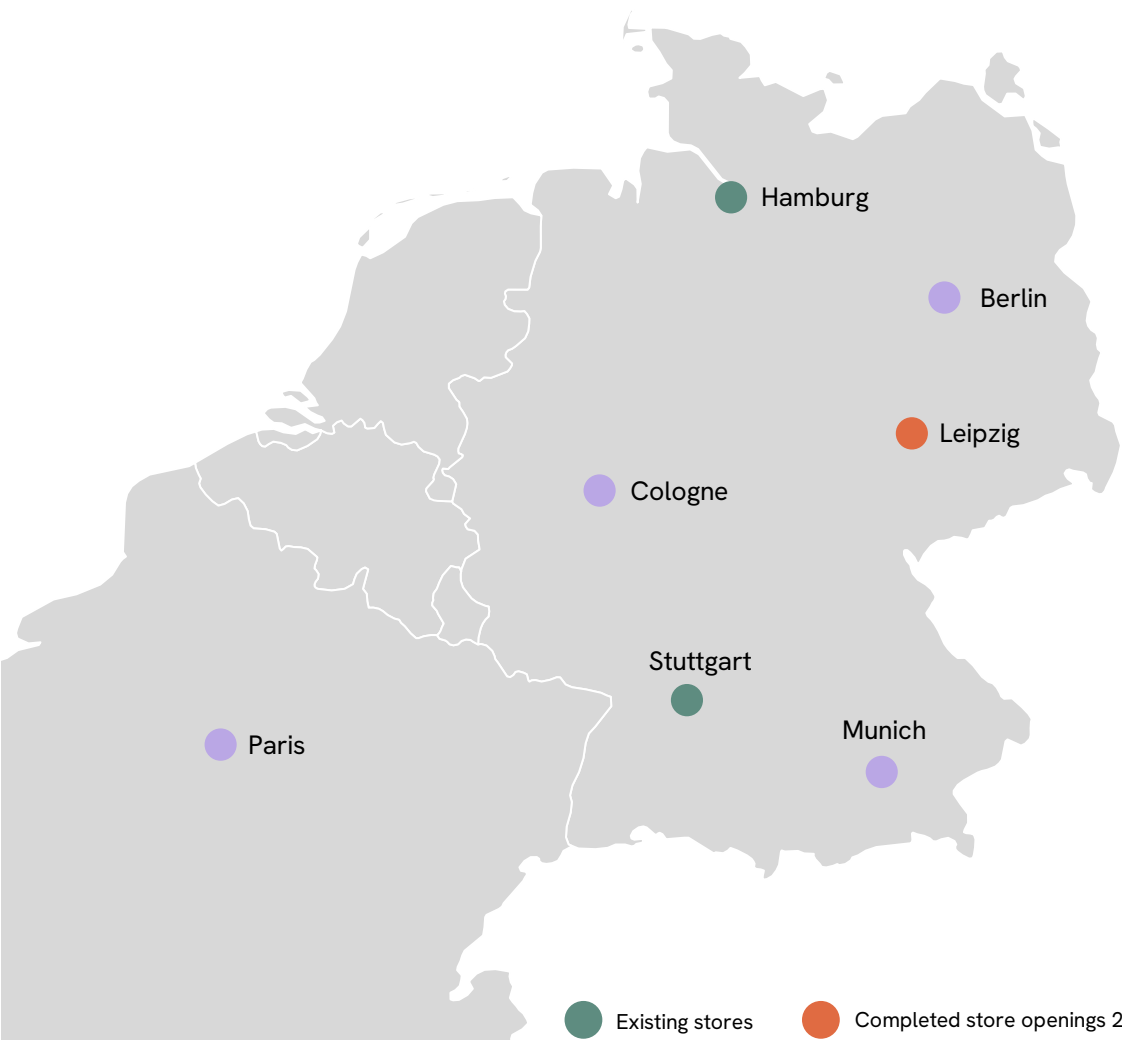 Hamburg
Berlin
Leipzig
Cologne
Stuttgart
Munich
Paris
Existing stores
Completed store openings 2